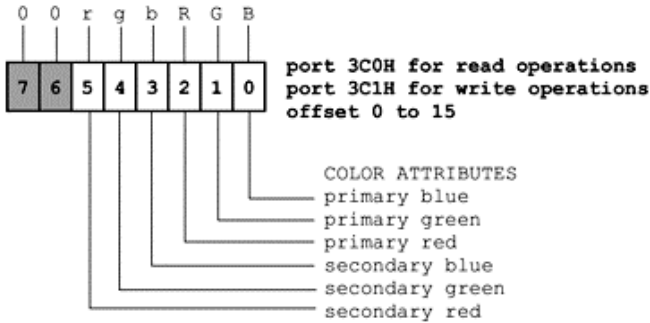 0 0 r g b R G B
7 6 5 4 3 2 1 0
port 3C0H for read operations
port 3C1H for write operations
offset 0 to 15
COLOR ATTRIBUTES
primary blue
primary green
primary red
secondary blue
secondary green
secondary red